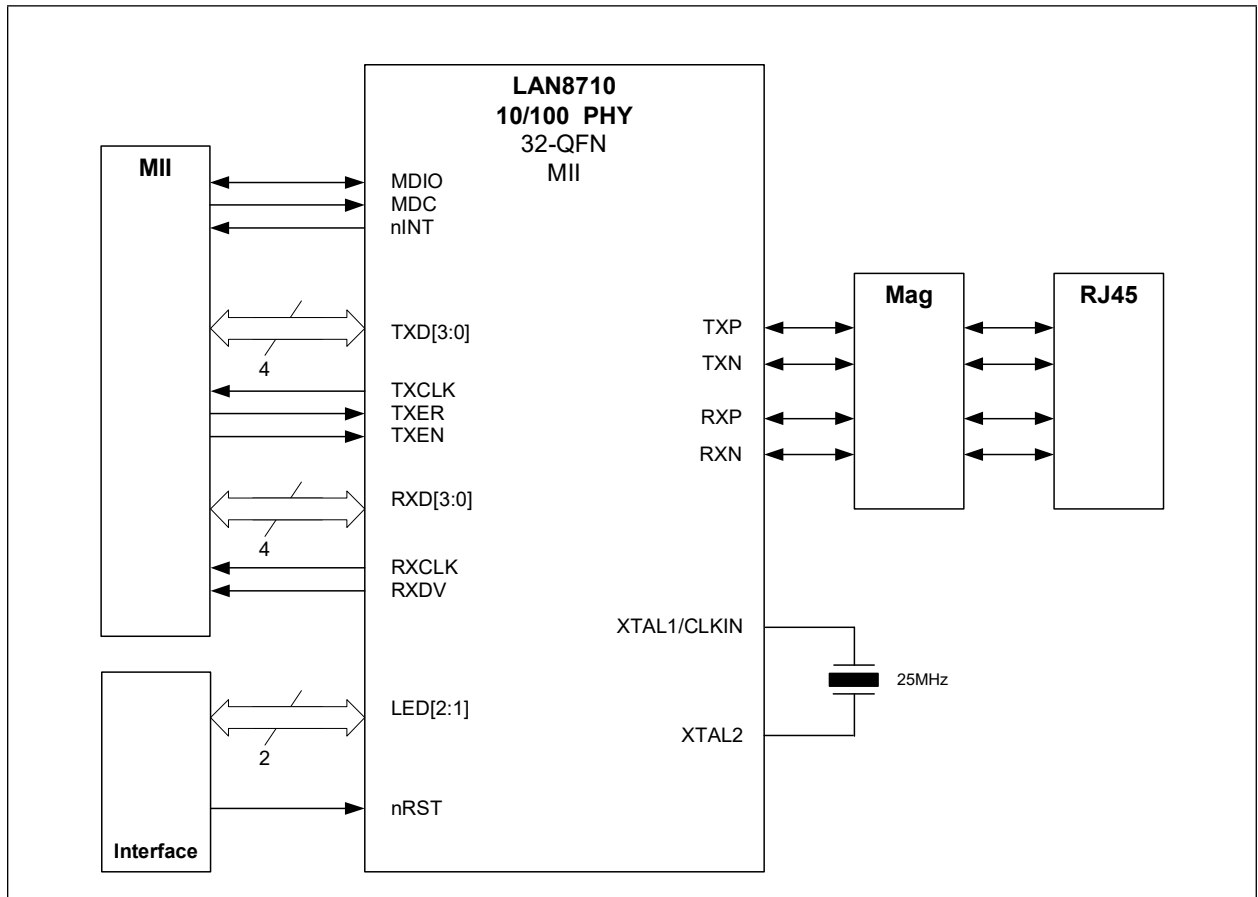 LAN8710
10/100 PHY
32-QFN
MII
MII
MDIO
MDC
nINT
TXD[3:0]
4
TXCLK
TXER
TXEN
RXD[3:0]
4
RXCLK
RXDV
TXP
TXN
RXP
RXN
Mag
RJ45
XTAL1/CLKIN
25MHz
XTAL2
LED[2:1]
2
nRST
Interface